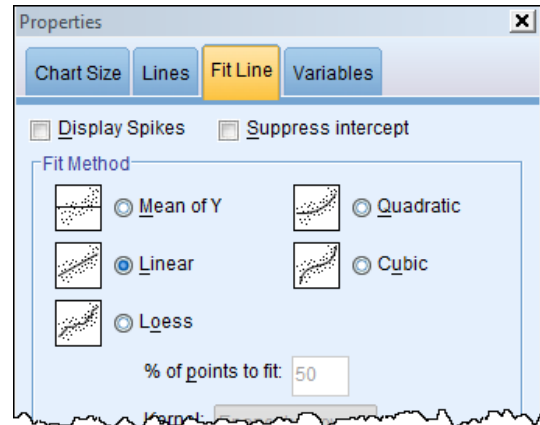 Properties
Chart Size Lines Fit Line Variables
Display Spikes Suppress intercept
Fit Method
Mean of Y Quadratic
Linear Cubic
Loess
% of points to fit: 50
Kernel: